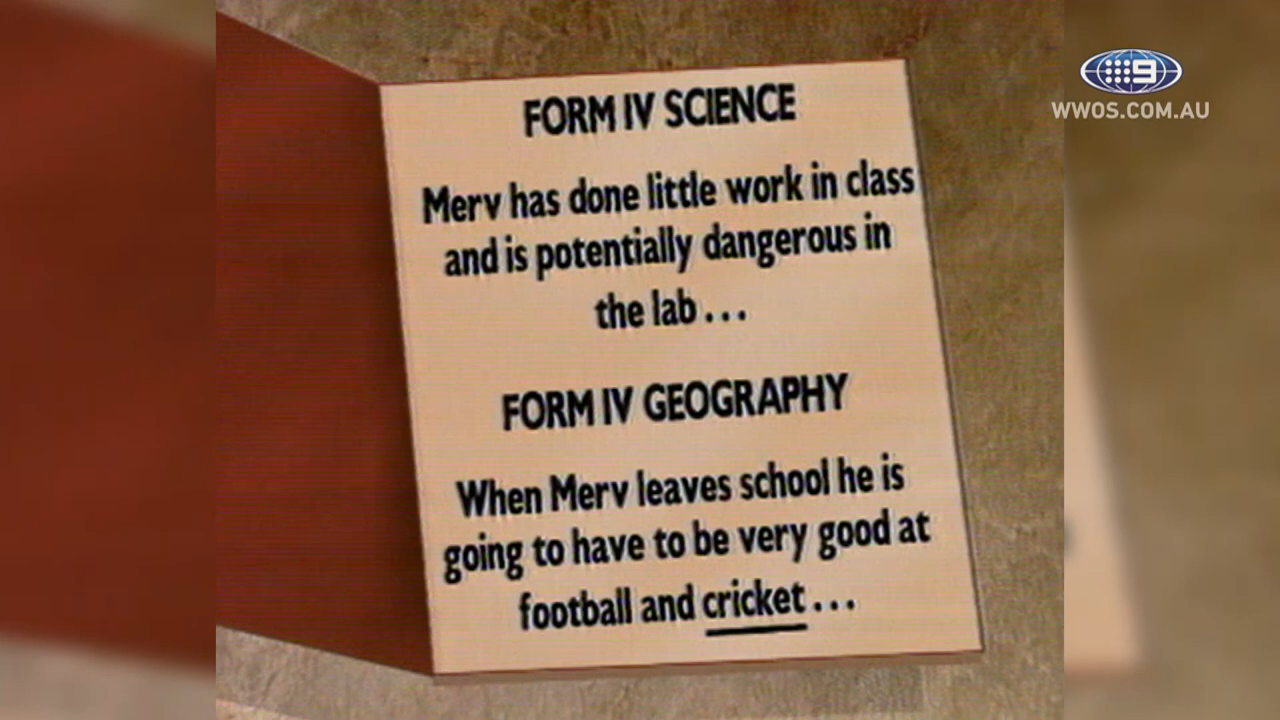 9
WWOS.COM.AU
FORM IV SCIENCE
Merv has done little work in class
and is potentially dangerous in
the lab . . .
FORM IV GEOGRAPHY
When Merv leaves school he is
going to have to be very good at
football and cricket . . .